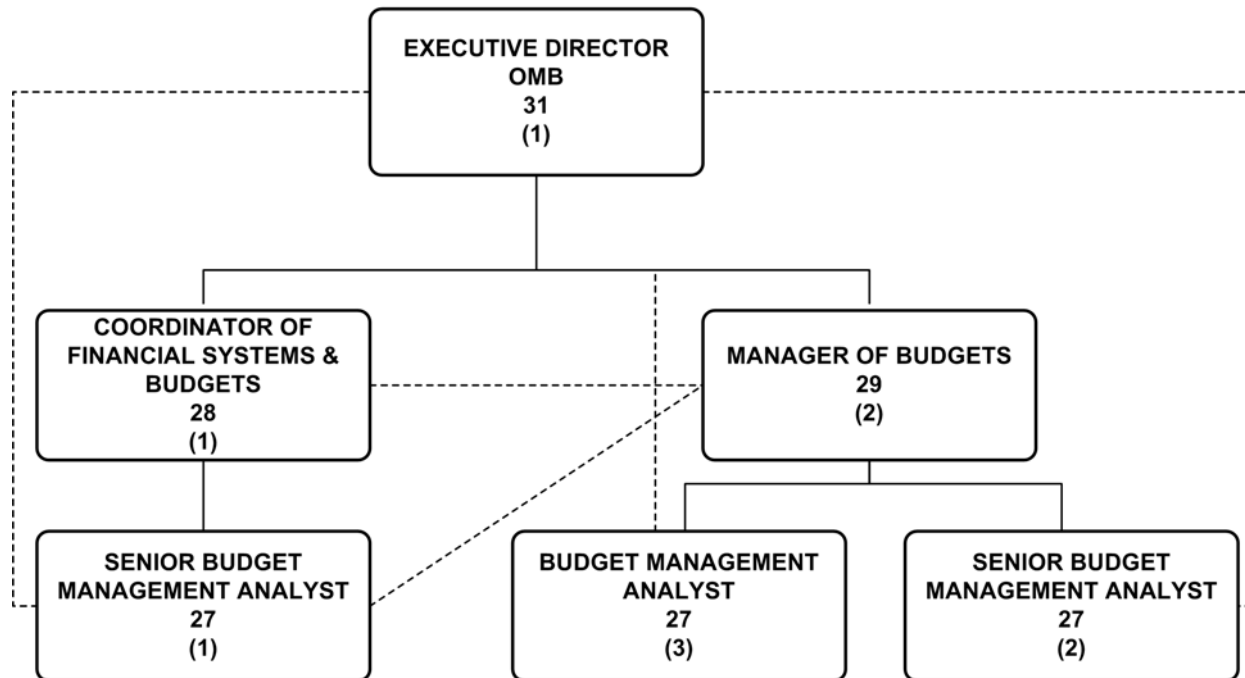 EXECUTIVE DIRECTOR
OMB
31
(1)
COORDINATOR OF
FINANCIAL SYSTEMS &
BUDGETS
28
(1)
MANAGER OF BUDGETS
29
(2)
SENIOR BUDGET
MANAGEMENT ANALYST
27
(1)
BUDGET MANAGEMENT
ANALYST
27
(3)
SENIOR BUDGET
MANAGEMENT ANALYST
27
(2)